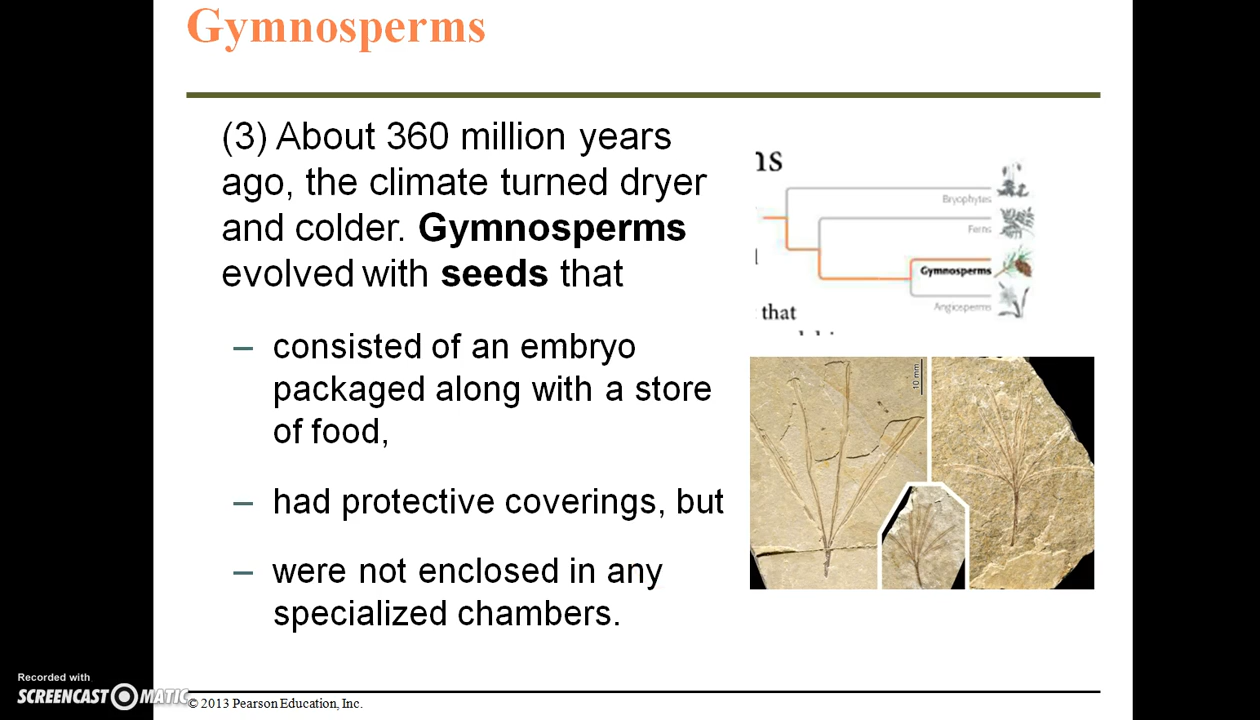 Gymnosperms
(3) About 360 million years
ago, the climate turned dryer
and colder. Gymnosperms
evolved with seeds that
– consisted of an embryo
packaged along with a store
of food,
– had protective coverings, but
– were not enclosed in any
specialized chambers.
ns
Bryophytes
Ferns
Gymnosperms
Angiosperms
that
10 mm
Recorded with
SCREENCAST-O-MATIC
© 2013 Pearson Education, Inc.